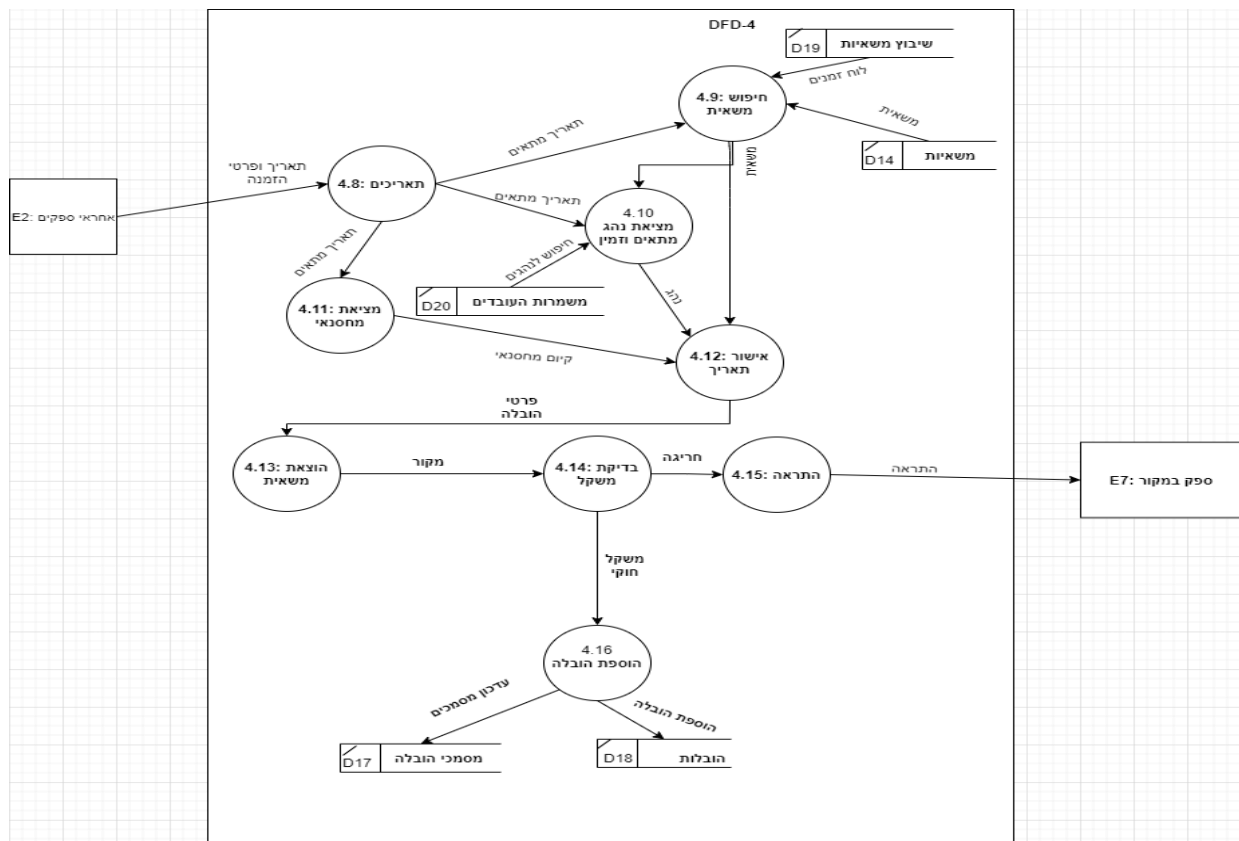 DFD-4
D19
שיבוץ משאיות
לוח זמנים
4.9: חיפוש
משאית
משאית
D14
משאיות
תאריך מתאים
משאית
תאריך ופרטי
הזמנה
E2: אחראי ספקים
4.8: תאריכים
תאריך מתאים
4.10
מציאת נהג
מתאים וזמין
תאריך מתאים
חיפוש לנהגים
D20
משמרות העובדים
4.11: מציאת
מחסנאי
נהג
קיום מחסנאי
4.12: אישור
תאריך
פרטי
הובלה
4.13: הוצאת
משאית
מקור
4.14: בדיקת
משקל
חריגה
4.15: התראה
התראה
E7: ספק במקור
משקל
חוקי
4.16
הוספת הובלה
עדכון מסמכים
הוספת הובלה
D17
מסמכי הובלה
D18
הובלות